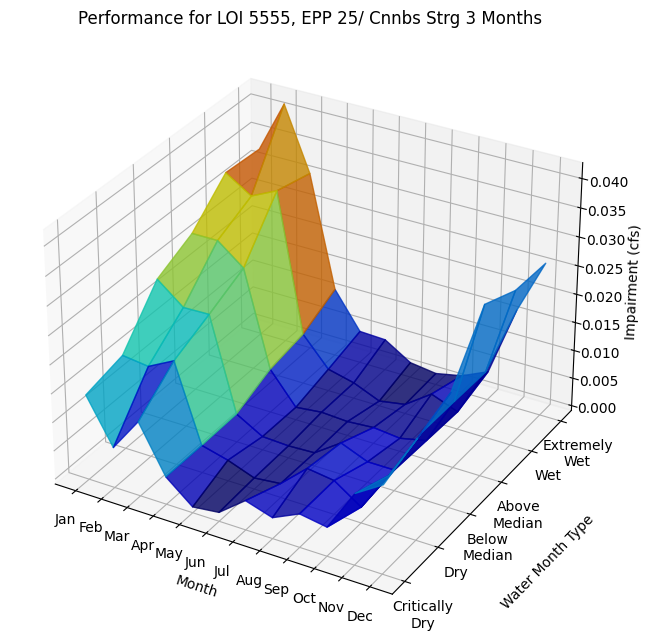 Performance for LOI 5555, EPP 25/ Cnnbs Strg 3 Months
0.040
0.035
0.030
0.025
0.020
0.015
0.010
0.005
0.000
Impairment (cfs)
Extremely
Wet
Wet
Above
Median
Below
Median
Dry
Critically
Dry
Water Month Type
Jan
Feb
Mar
Apr
May
Jun
Jul
Aug
Sep
Oct
Nov
Dec
Month